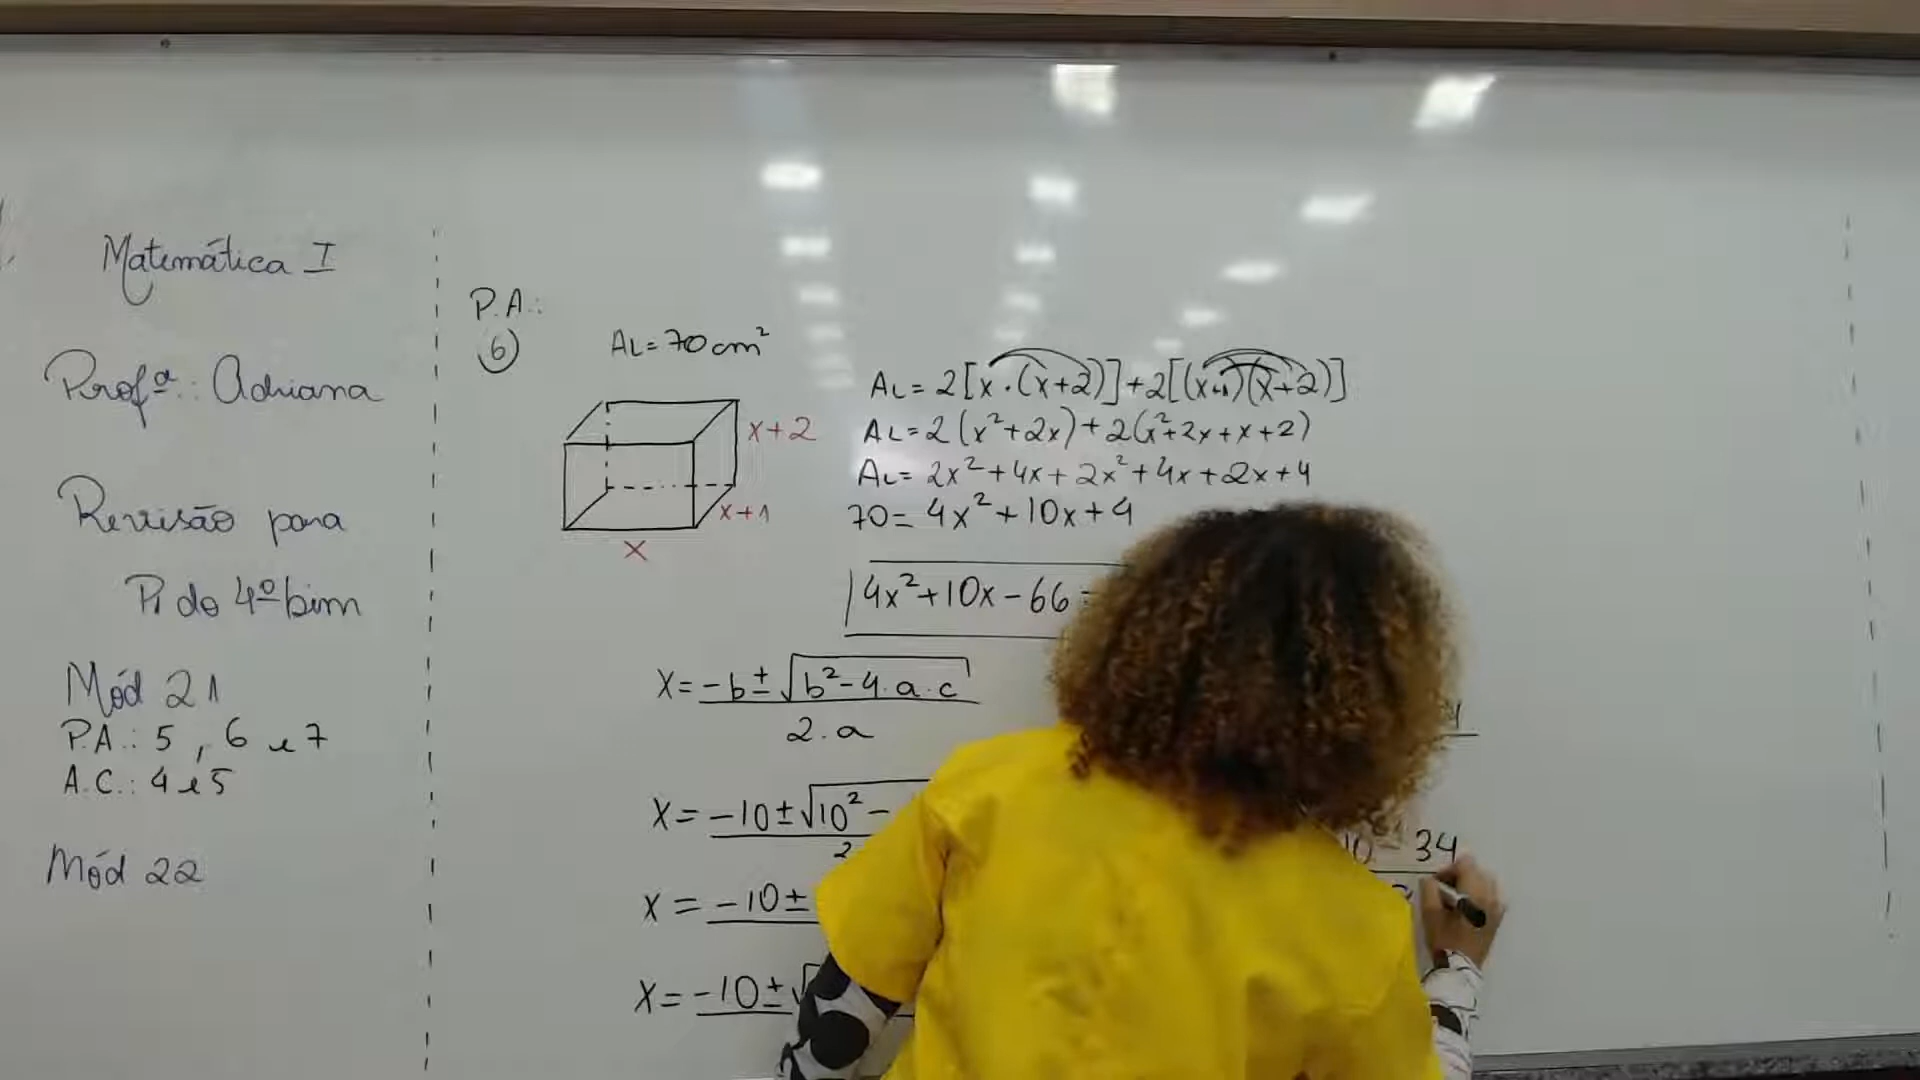 Matemática I
Profª.: Adriana
Revisão para
P1 do 4º bim
Mód 21
P.A.: 5, 6 e 7
A.C.: 4 e 5
Mód 22
P.A.:
6
AL = 70 cm²
x+2
x+1
x
AL = 2[x.(x+2)]+2[(x+1)(x+2)]
AL = 2(x²+2x)+2(x²+2x+x+2)
AL = 2x²+4x+2x²+4x+2x+4
70 = 4x²+10x+4
4x²+10x-66 =
x = -b±√b²-4.a.c
2.a
x = -10±√10² -
2
x = -10±
x = -10±√
10 - 34